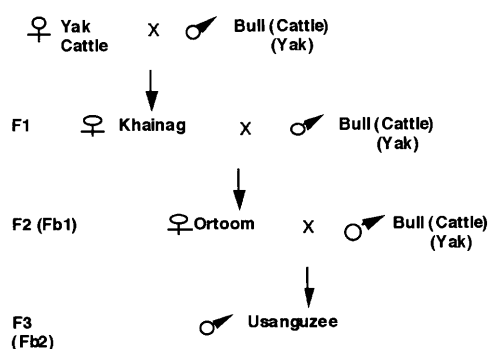 Yak X Bull (Cattle)
Cattle (Yak)
F1 Khainag X Bull (Cattle)
(Yak)
F2 (Fb1) Ortoom X Bull (Cattle)
(Yak)
F3 Usanguzee
(Fb2)